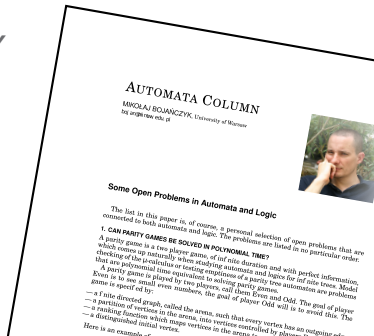 AUTOMATA COLUMN
MIKOŁAJ BOJAŃCZYK, University of Warsaw
bojan@mimuw.edu.pl
Some Open Problems in Automata and Logic
The list in this paper is, of course, a personal selection of open problems that are
connected to both automata and logic. The problems are listed in no particular order.
1. CAN PARITY GAMES BE SOLVED IN POLYNOMIAL TIME?
A parity game is a two player game, of infinite duration and with perfect information,
which comes up naturally when studying automata and logics for infinite trees. Model
checking of the μ-calculus or testing emptiness of a parity tree automaton are problems
that are polynomial time equivalent to solving parity games.
A parity game is played by two players, call them Even and Odd. The goal of player
Even is to see small even numbers, the goal of player Odd will is to avoid this. The
game is specified by:
— a finite directed graph, called the arena, such that every vertex has an outgoing
— a partition of vertices in the arena, into vertices controlled by
— a ranking function which maps vertices in the arena to
— a distinguished initial vertex.
Here is an example of